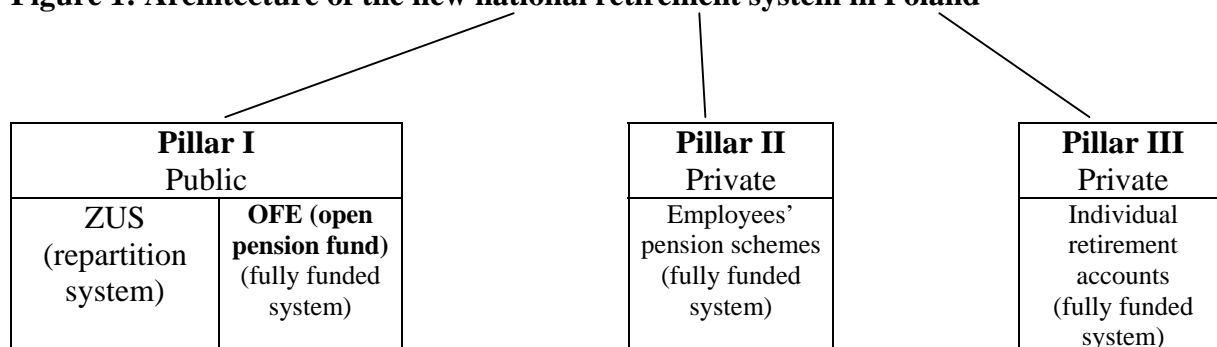 Figure 1: Architecture of the new national retirement system in Poland
Pillar I
Public
ZUS
(repartition
system)
OFE (open
pension fund)
(fully funded
system)
Pillar II
Private
Employees’
pension schemes
(fully funded
system)
Pillar III
Private
Individual
retirement
accounts
(fully funded
system)